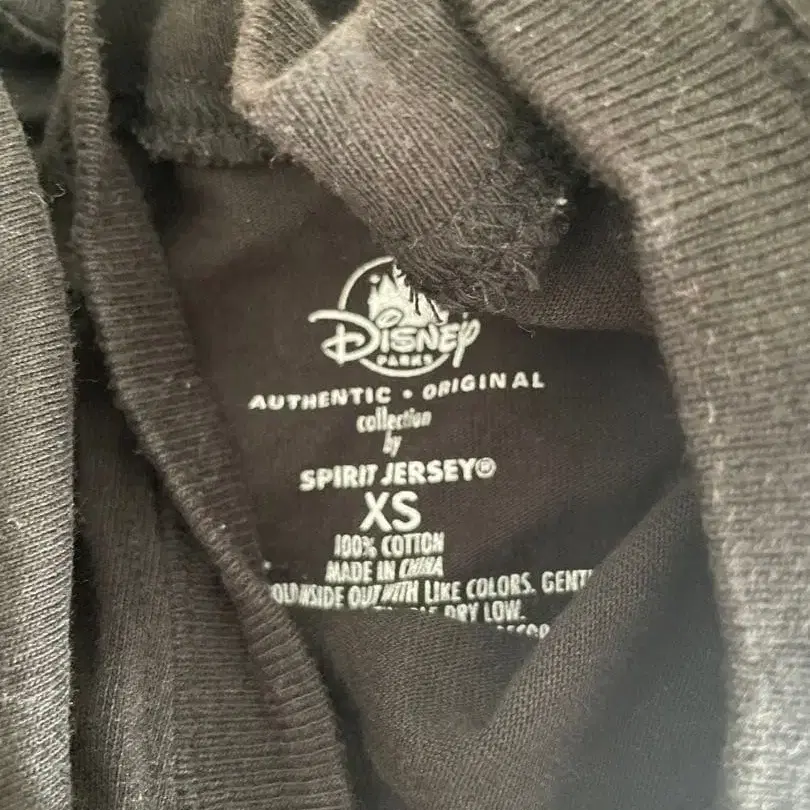 Disney
PARKS
AUTHENTIC • ORIGINAL
collection
by
SPIRIT JERSEY®
XS
100% COTTON
MADE IN CHINA
INSIDE OUT WITH LIKE COLORS.
DRY LOW.